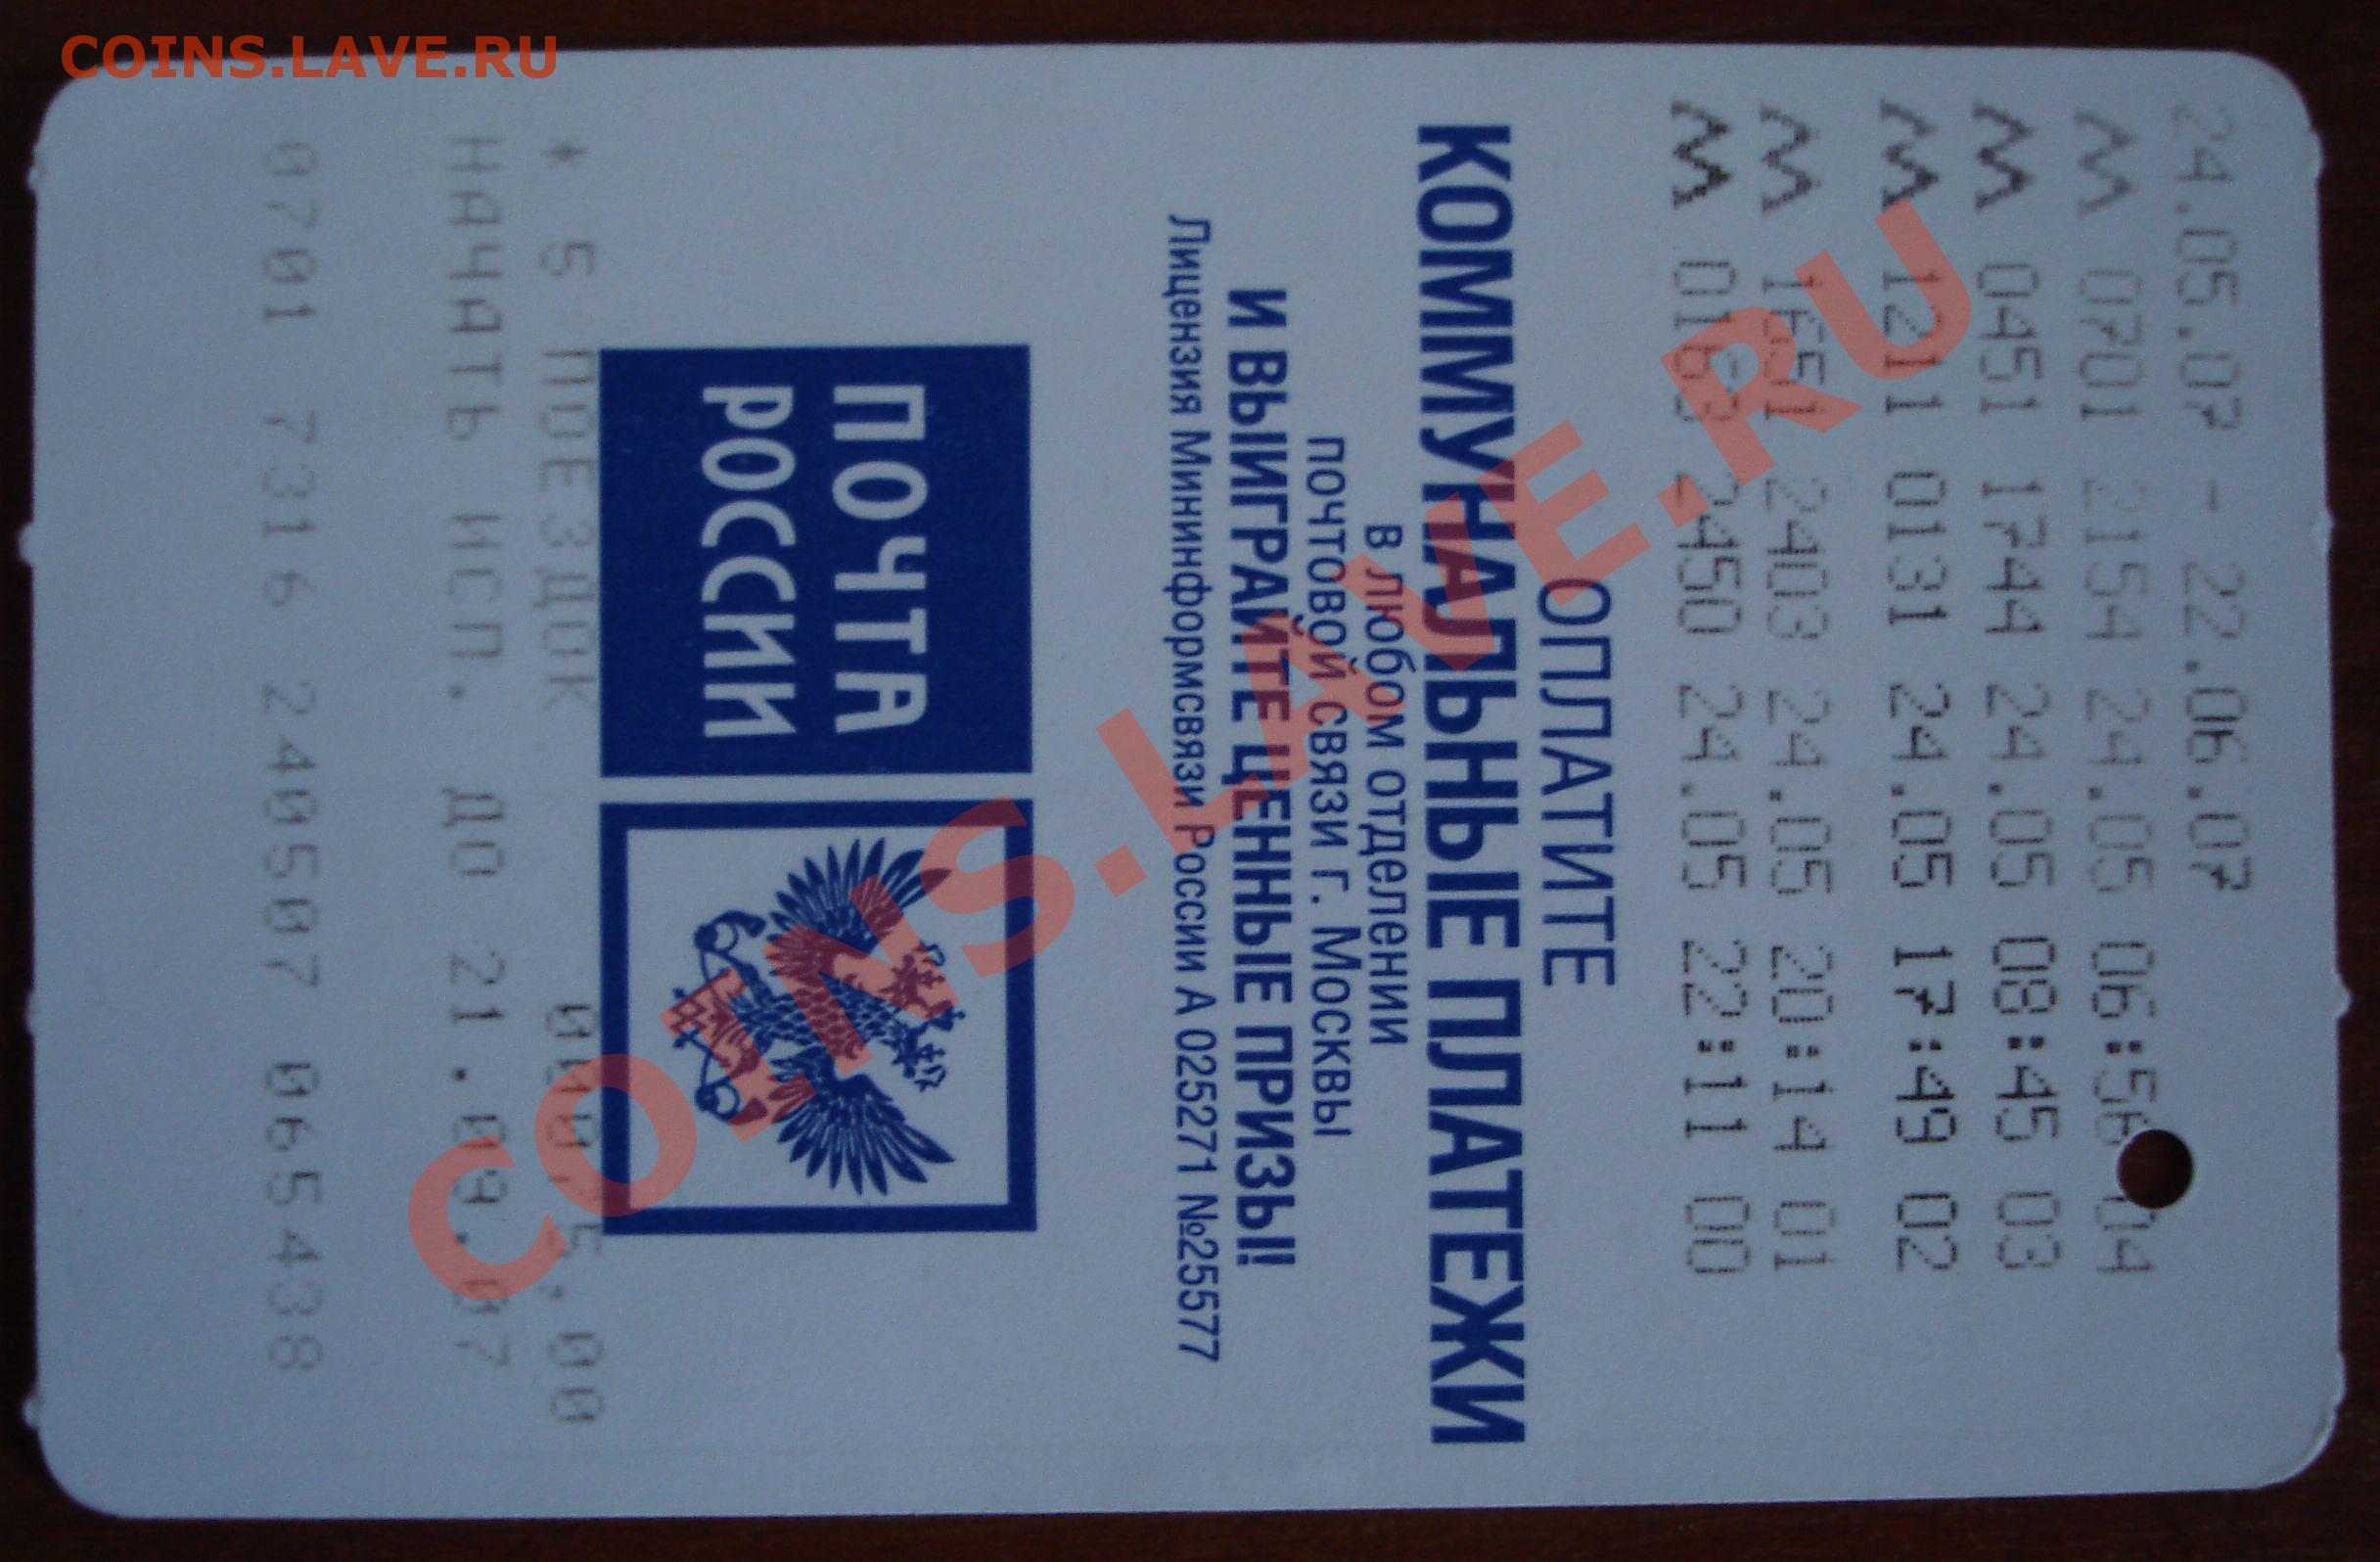 COINS.LAVE.RU
24.05.07 - 22.06.07
М 0701 2154 24.05 06:56 04
М 0451 1744 24.05 08:45 03
М 1211 0131 24.05 17:49 02
М 1651 2403 24.05 20:14 01
М 0163 2450 24.05 22:11 00
ОПЛАТИТЕ
КОММУНАЛЬНЫЕ ПЛАТЕЖИ
в любом отделении
почтовой связи г. Москвы
И ВЫИГРАЙТЕ ЦЕННЫЕ ПРИЗЫ!
Лицензия Мининформсвязи России А 025271 №25577
ПОЧТА
РОССИИ
* 5 ПОЕЗДОК
НАЧАТЬ ИСП. ДО 21.09.07
0701 7316 240507 065438
COINS.LAVE.RU